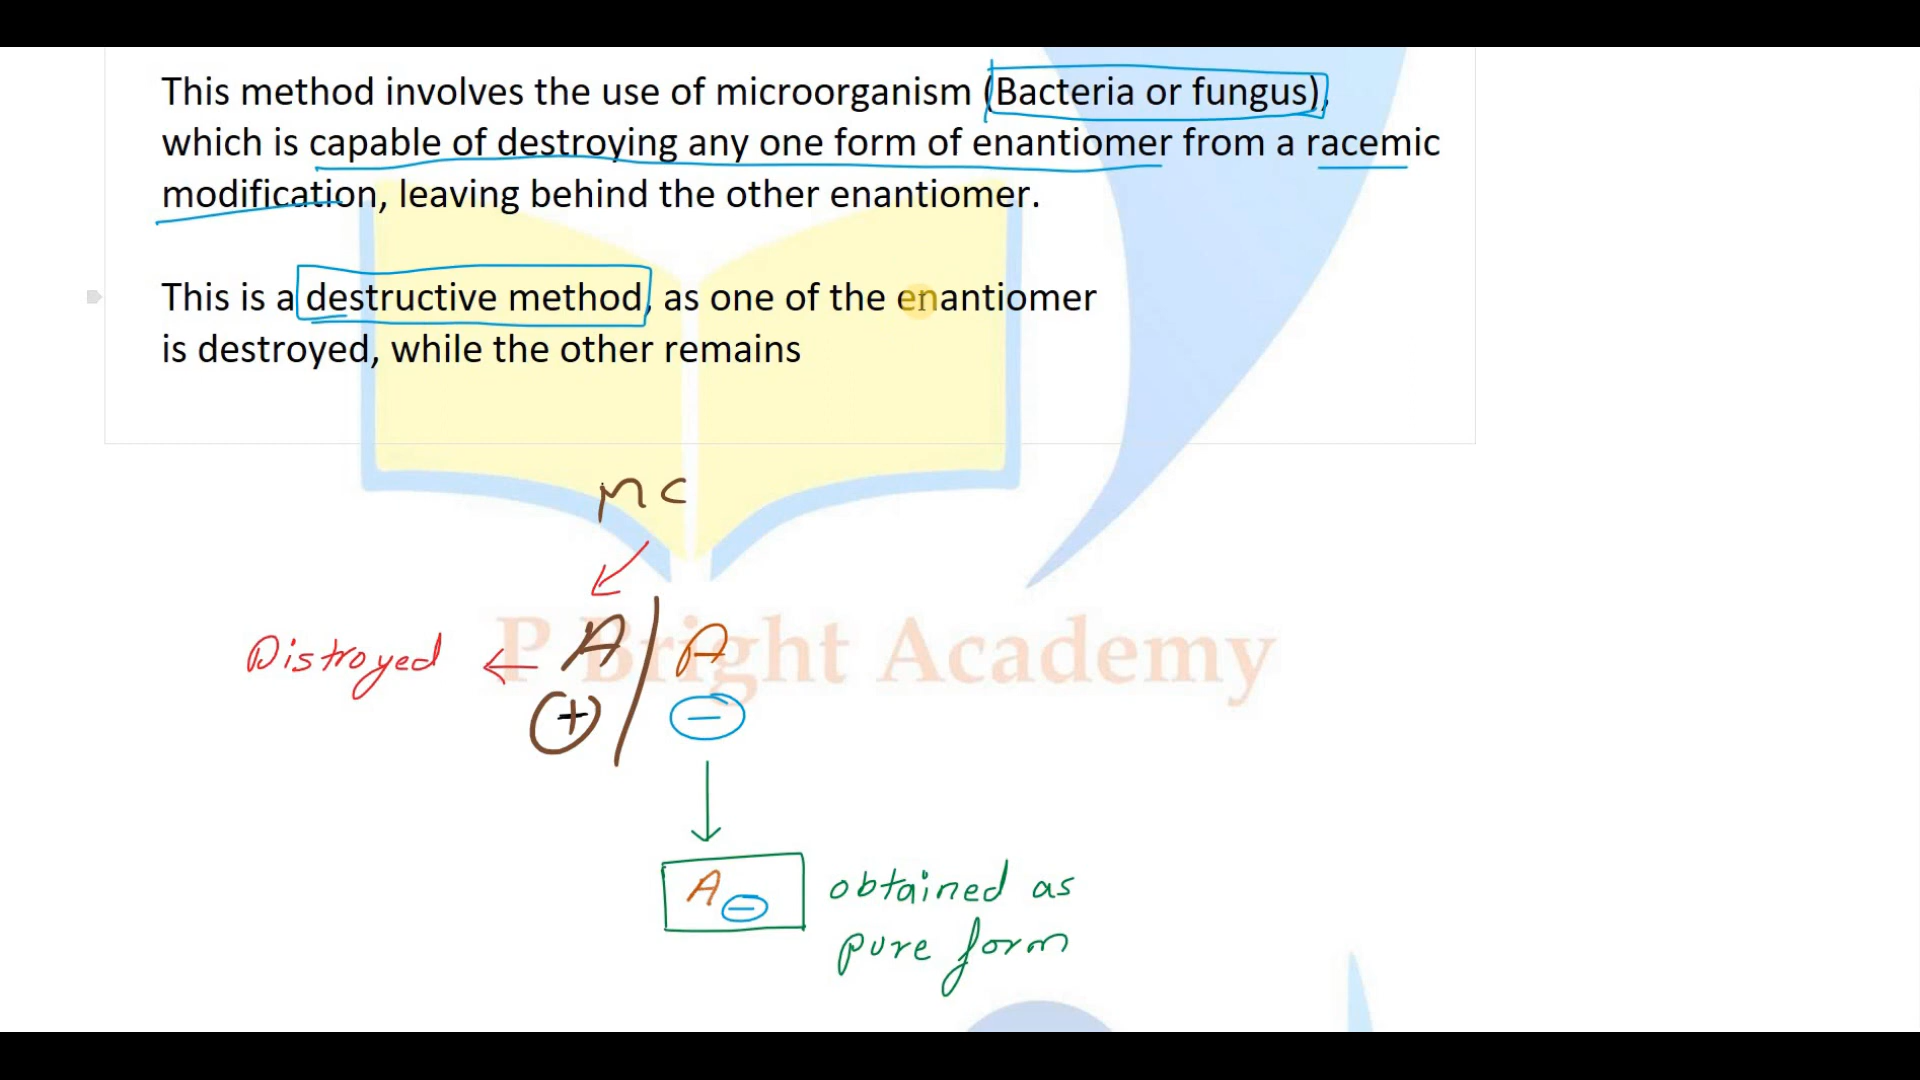 This method involves the use of microorganism (Bacteria or fungus),
which is capable of destroying any one form of enantiomer from a racemic
modification, leaving behind the other enantiomer.
This is a destructive method, as one of the enantiomer
is destroyed, while the other remains
mc
Distroyed ← A / A
+ −
P Bright Academy
A − obtained as
pure form